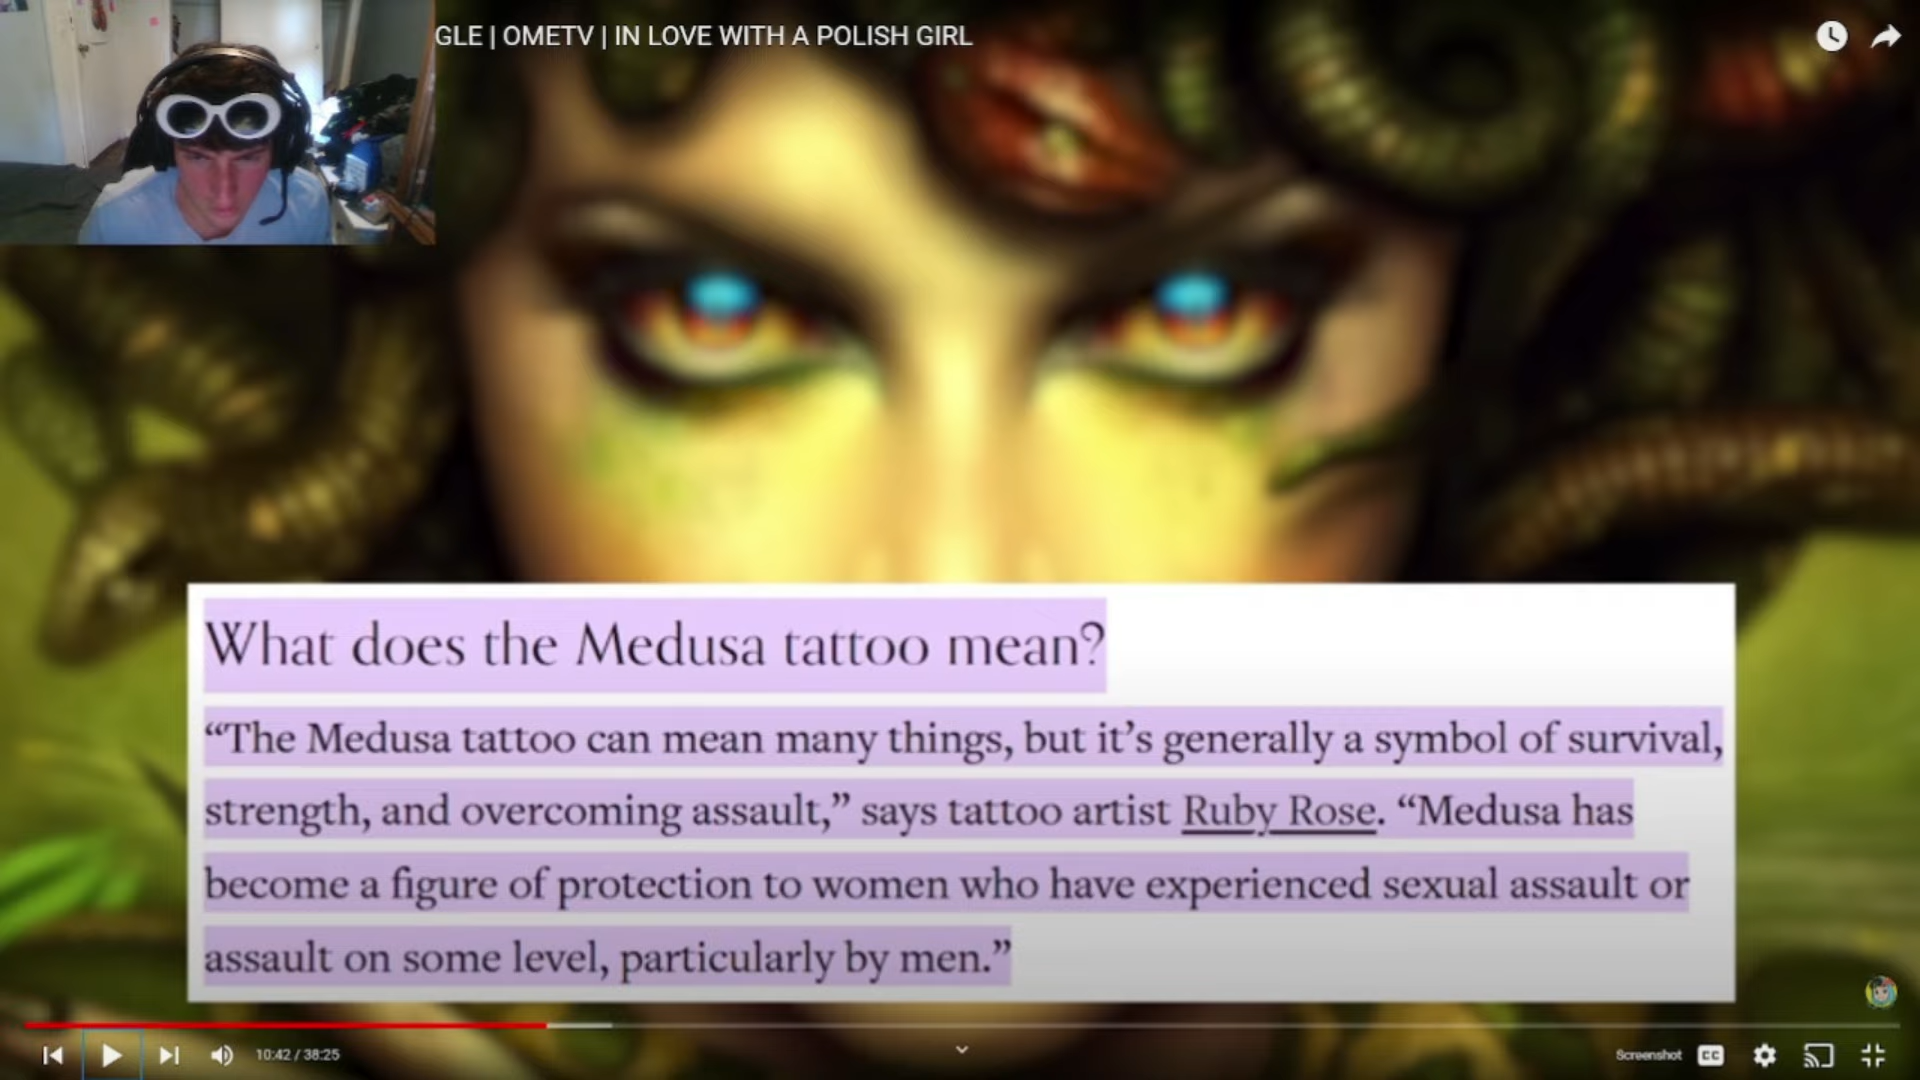 GLE | OMETV | IN LOVE WITH A POLISH GIRL
What does the Medusa tattoo mean?
“The Medusa tattoo can mean many things, but it’s generally a symbol of survival,
strength, and overcoming assault,” says tattoo artist Ruby Rose. “Medusa has
become a figure of protection to women who have experienced sexual assault or
assault on some level, particularly by men.”
10:42 / 38:25
Screenshot
CC